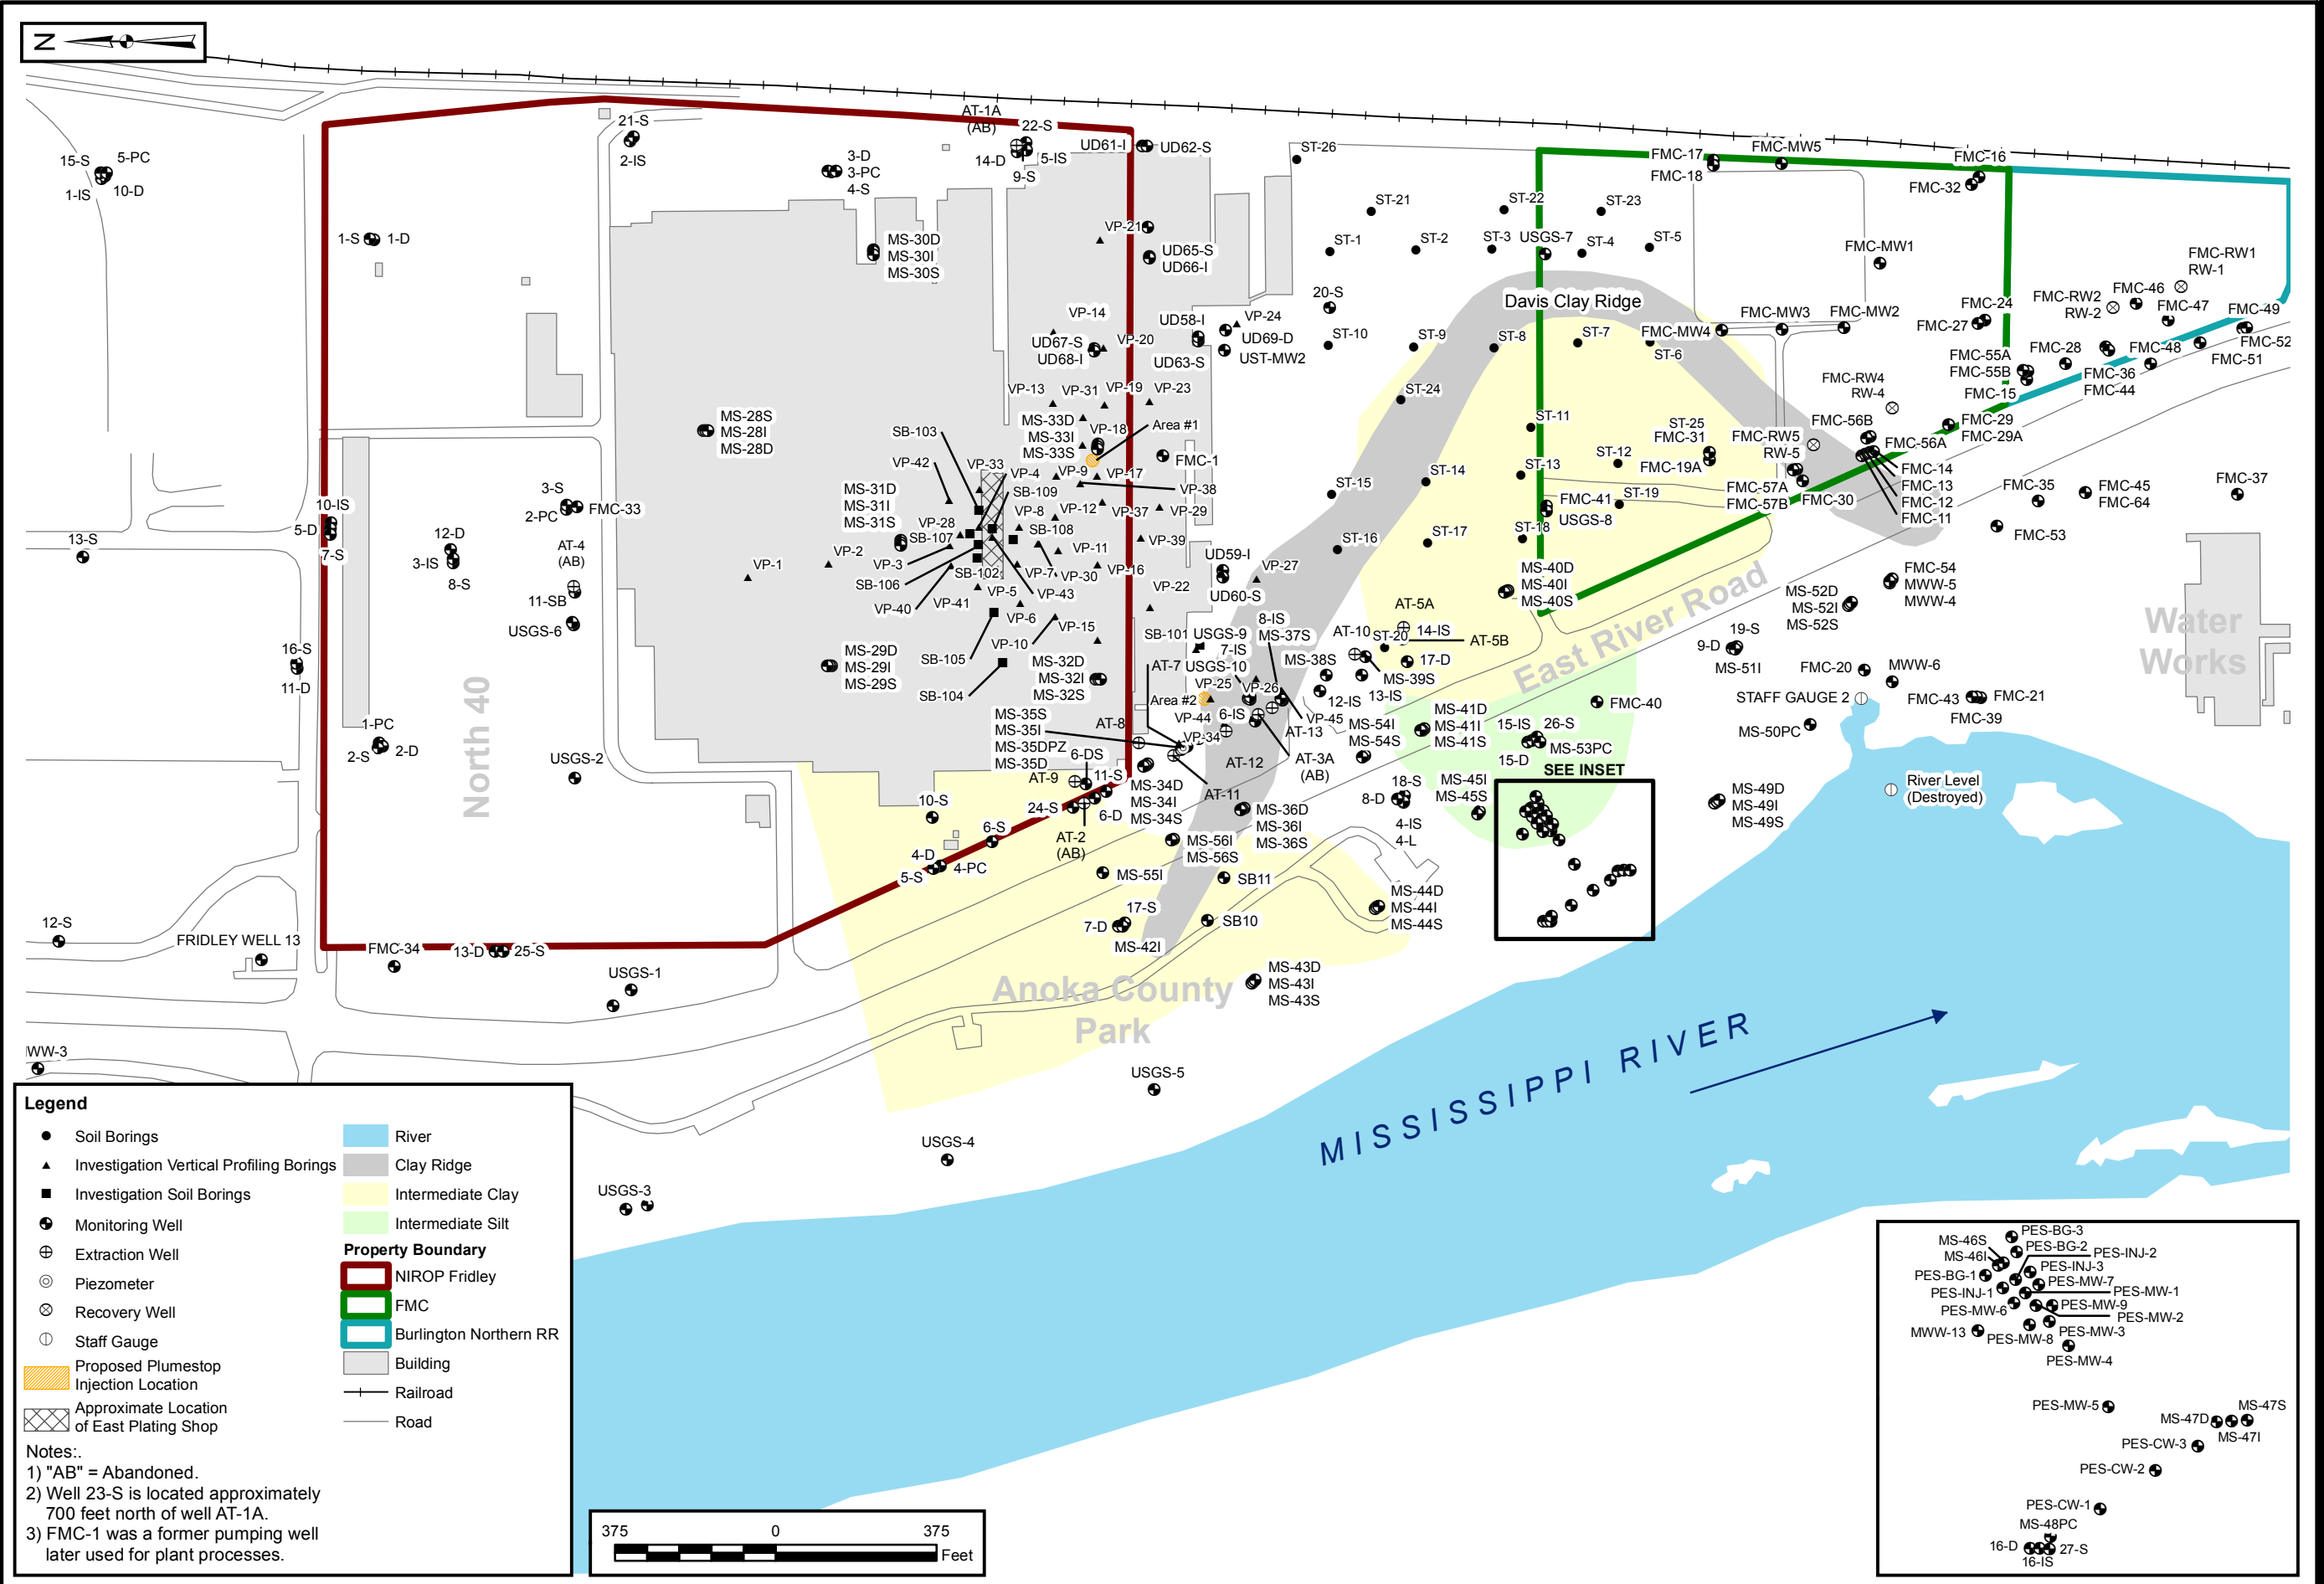 N
AT-1A
(AB)
22-S
14-D
5-IS
9-S
21-S
2-IS
15-S
5-PC
1-IS
10-D
3-D
3-PC
4-S
UD61-I
UD62-S
ST-26
FMC-17
FMC-18
FMC-MW5
FMC-16
FMC-32
1-S
1-D
MS-30D
MS-30I
MS-30S
VP-21
UD65-S
UD66-I
ST-21
ST-22
ST-23
ST-1
ST-2
ST-3
USGS-7
ST-4
ST-5
FMC-MW1
FMC-RW1
RW-1
20-S
Davis Clay Ridge
FMC-RW2
RW-2
FMC-46
FMC-47
FMC-49
FMC-24
FMC-27
VP-14
UD58-I
VP-24
UD69-D
UD67-S
UD68-I
VP-20
UD63-S
UST-MW2
ST-10
ST-9
ST-8
ST-7
FMC-MW4
ST-6
FMC-MW3
FMC-MW2
FMC-52
FMC-51
FMC-48
FMC-28
FMC-55A
FMC-55B
FMC-15
FMC-36
FMC-44
VP-13
VP-31
VP-19
VP-23
ST-24
FMC-RW4
RW-4
MS-28S
MS-28I
MS-28D
SB-103
MS-33D
MS-33I
MS-33S
VP-18
Area #1
FMC-1
ST-11
ST-25
FMC-31
ST-12
FMC-19A
FMC-RW5
RW-5
FMC-56B
FMC-56A
FMC-29
FMC-29A
FMC-14
FMC-13
FMC-12
FMC-11
VP-42
VP-33
VP-4
VP-9
VP-17
VP-38
ST-15
ST-14
ST-13
FMC-57A
FMC-57B
FMC-30
FMC-35
FMC-45
FMC-64
FMC-37
FMC-53
3-S
2-PC
FMC-33
10-IS
5-D
7-S
13-S
12-D
3-IS
8-S
AT-4
(AB)
11-SB
USGS-6
MS-31D
MS-31I
MS-31S
SB-109
VP-28
VP-8
VP-12
VP-37
VP-29
SB-108
SB-107
VP-3
VP-11
VP-39
VP-1
VP-2
SB-106
SB-102
VP-7
VP-30
VP-16
VP-40
VP-41
VP-5
VP-43
VP-22
VP-6
VP-15
ST-16
ST-17
ST-18
ST-19
FMC-41
USGS-8
UD59-I
UD60-S
VP-27
MS-40D
MS-40I
MS-40S
East River Road
MS-52D
MS-52I
MS-52S
FMC-54
MWW-5
MWW-4
Water
Works
16-S
11-D
MS-29D
MS-29I
MS-29S
SB-105
VP-10
SB-104
MS-32D
MS-32I
MS-32S
SB-101
USGS-9
7-IS
USGS-10
8-IS
MS-37S
AT-7
VP-25
VP-26
Area #2
VP-44
6-IS
VP-45
AT-13
AT-3A
(AB)
AT-12
AT-11
VP-34
AT-8
MS-38S
AT-10
ST-20
AT-5A
14-IS
AT-5B
17-D
MS-39S
13-IS
12-IS
9-D
19-S
MS-51I
FMC-20
MWW-6
STAFF GAUGE 2
FMC-43
FMC-21
FMC-39
MS-50PC
FMC-40
North 40
1-PC
2-S
2-D
USGS-2
MS-35S
MS-35I
MS-35DPZ
MS-35D
6-DS
AT-9
11-S
24-S
6-D
AT-2
(AB)
MS-34D
MS-34I
MS-34S
MS-36D
MS-36I
MS-36S
MS-54I
MS-54S
MS-41D
MS-41I
MS-41S
15-IS
26-S
MS-53PC
15-D
SEE INSET
MS-45I
MS-45S
18-S
8-D
4-IS
4-L
MS-49D
MS-49I
MS-49S
River Level
(Destroyed)
10-S
6-S
4-D
4-PC
5-S
MS-56I
MS-56S
MS-55I
SB11
SB10
17-S
7-D
MS-42I
MS-44D
MS-44I
MS-44S
MS-43D
MS-43I
MS-43S
12-S
FRIDLEY WELL 13
FMC-34
13-D
25-S
USGS-1
Anoka County
Park
USGS-5
USGS-4
USGS-3
MISSISSIPPI RIVER
Legend
Soil Borings
Investigation Vertical Profiling Borings
Investigation Soil Borings
Monitoring Well
Extraction Well
Piezometer
Recovery Well
Staff Gauge
Proposed Plumestop
Injection Location
Approximate Location
of East Plating Shop
River
Clay Ridge
Intermediate Clay
Intermediate Silt
Property Boundary
NIROP Fridley
FMC
Burlington Northern RR
Building
Railroad
Road
Notes:.
1) "AB" = Abandoned.
2) Well 23-S is located approximately
700 feet north of well AT-1A.
3) FMC-1 was a former pumping well
later used for plant processes.
375 0 375
Feet
PES-BG-3
MS-46S
PES-BG-2
PES-INJ-2
MS-46I
PES-INJ-3
PES-BG-1
PES-MW-7
PES-INJ-1
PES-MW-1
PES-MW-6
PES-MW-9
PES-MW-2
MWW-13
PES-MW-8
PES-MW-3
PES-MW-4
PES-MW-5
MS-47D
MS-47S
MS-47I
PES-CW-3
PES-CW-2
PES-CW-1
MS-48PC
16-D
27-S
16-IS